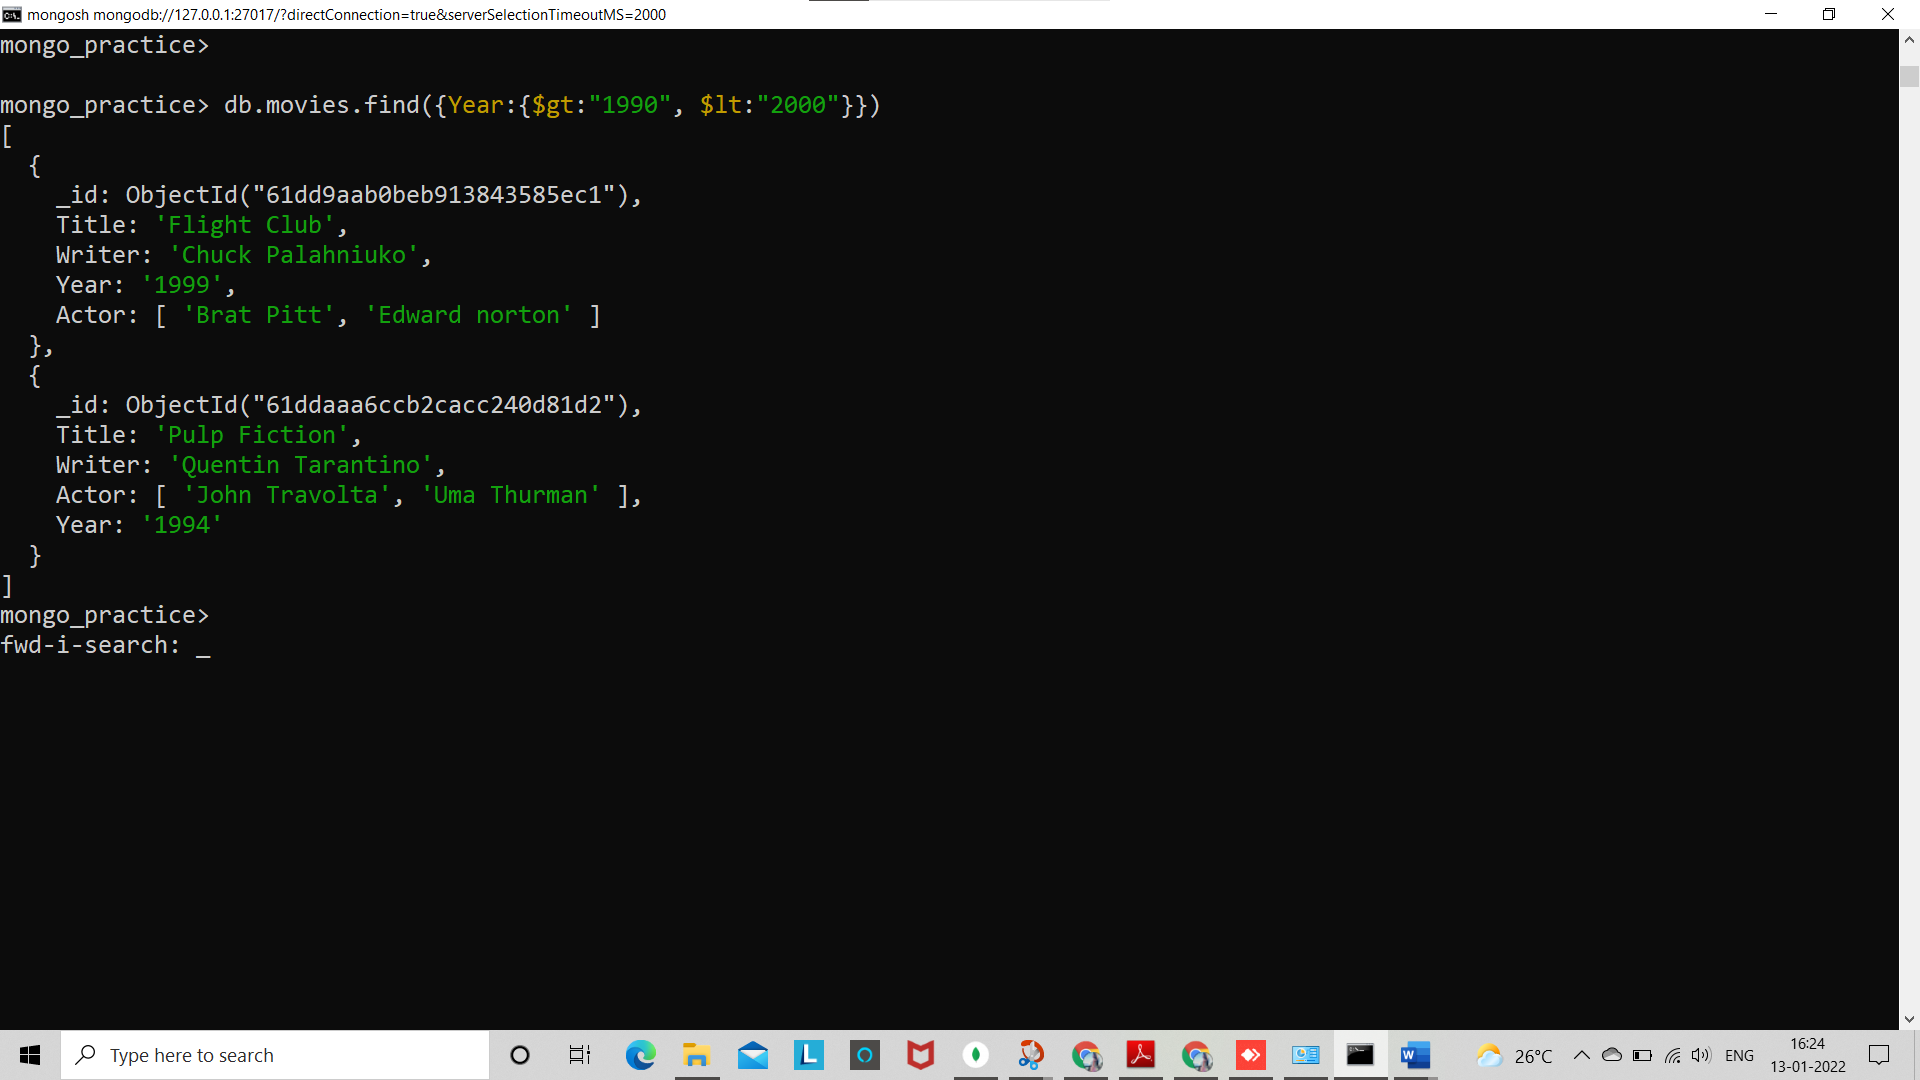 mongosh mongodb://127.0.0.1:27017/?directConnection=true&serverSelectionTimeoutMS=2000
mongo_practice>
mongo_practice> db.movies.find({Year:{$gt:"1990", $lt:"2000"}})
[
  {
    _id: ObjectId("61dd9aab0beb913843585ec1"),
    Title: 'Flight Club',
    Writer: 'Chuck Palahniuko',
    Year: '1999',
    Actor: [ 'Brat Pitt', 'Edward norton' ]
  },
  {
    _id: ObjectId("61ddaaa6ccb2cacc240d81d2"),
    Title: 'Pulp Fiction',
    Writer: 'Quentin Tarantino',
    Actor: [ 'John Travolta', 'Uma Thurman' ],
    Year: '1994'
  }
]
mongo_practice>
fwd-i-search: _
Type here to search
L
W
26°C
ENG
16:24
13-01-2022